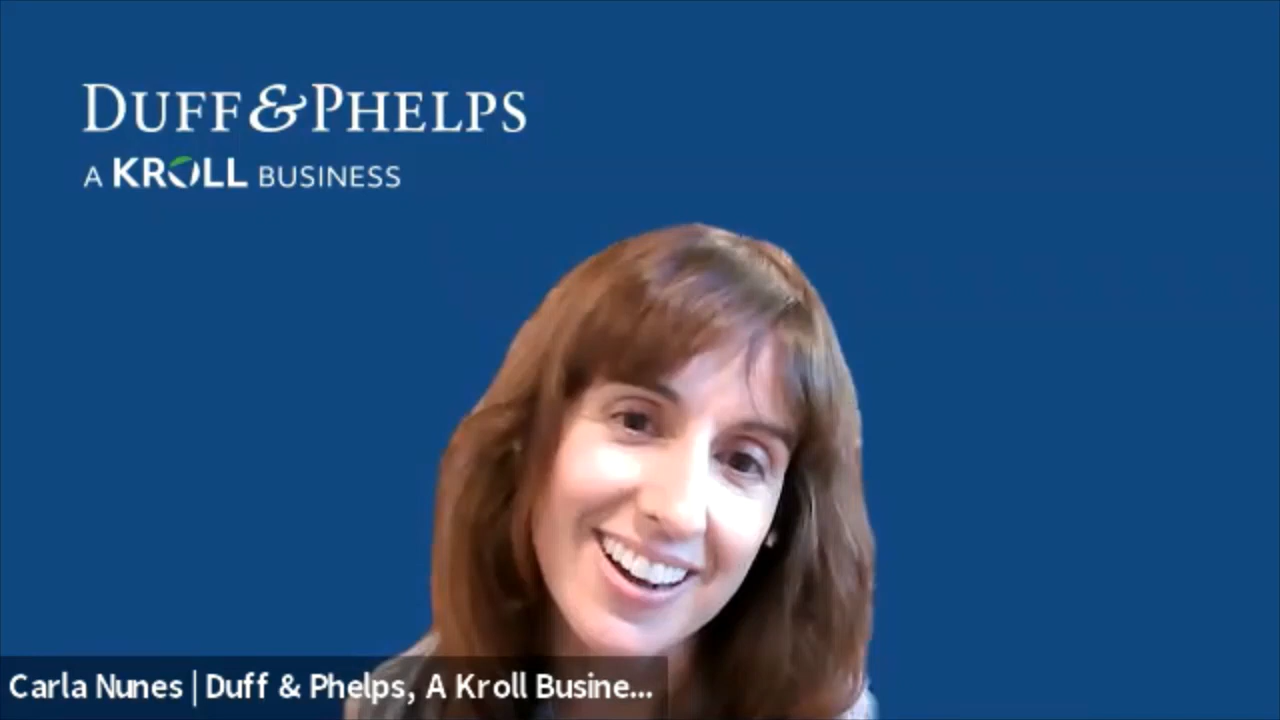 DUFF & PHELPS
A KROLL BUSINESS
Carla Nunes | Duff & Phelps, A Kroll Busine...